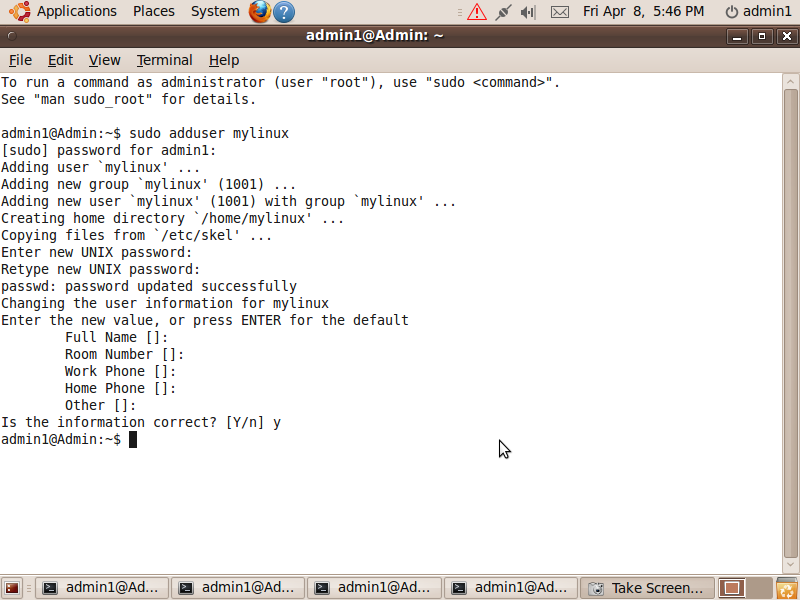 Applications Places System Fri Apr 8, 5:46 PM admin1
admin1@Admin: ~
File Edit View Terminal Help
To run a command as administrator (user "root"), use "sudo <command>".
See "man sudo_root" for details.
admin1@Admin:~$ sudo adduser mylinux
[sudo] password for admin1:
Adding user `mylinux' ...
Adding new group `mylinux' (1001) ...
Adding new user `mylinux' (1001) with group `mylinux' ...
Creating home directory `/home/mylinux' ...
Copying files from `/etc/skel' ...
Enter new UNIX password:
Retype new UNIX password:
passwd: password updated successfully
Changing the user information for mylinux
Enter the new value, or press ENTER for the default
Full Name []:
Room Number []:
Work Phone []:
Home Phone []:
Other []:
Is the information correct? [Y/n] y
admin1@Admin:~$
admin1@Ad... admin1@Ad... admin1@Ad... admin1@Ad... Take Screen...